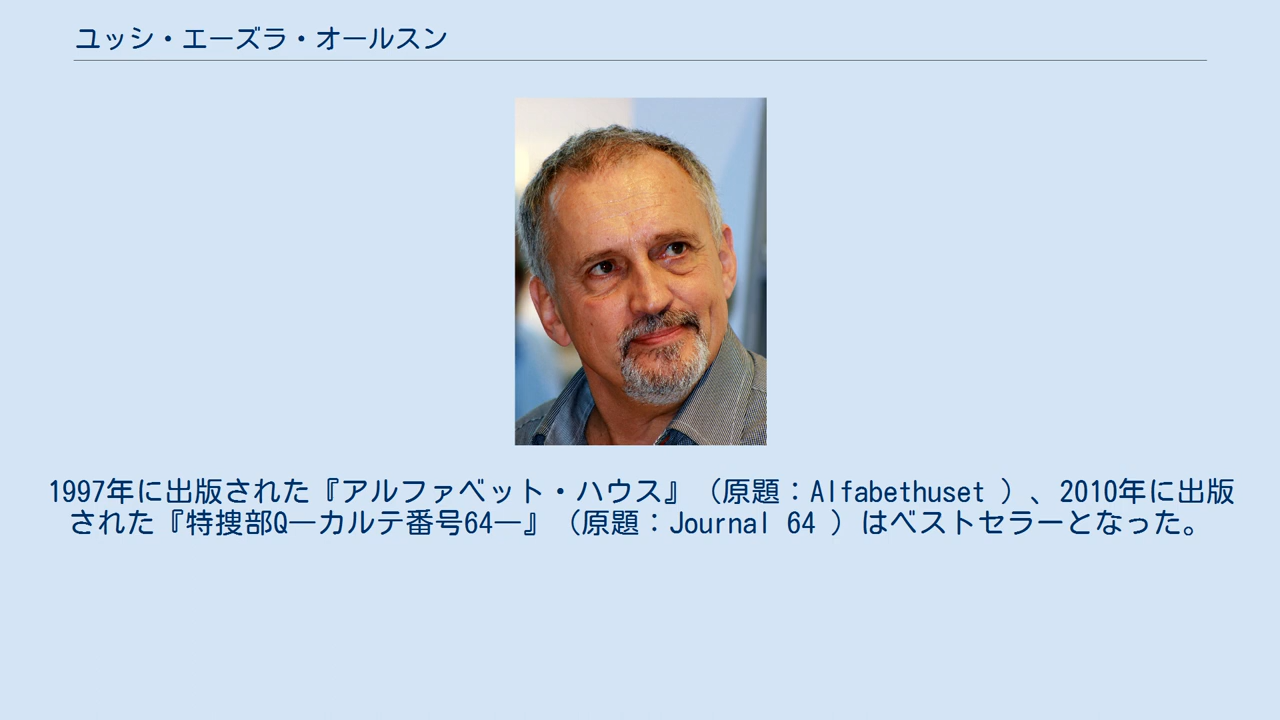 ユッシ・エーズラ・オールスン
1997年に出版された『アルファベット・ハウス』（原題：Alfabethuset ）、2010年に出版
された『特捜部Q―カルテ番号64―』（原題：Journal 64 ）はベストセラーとなった。